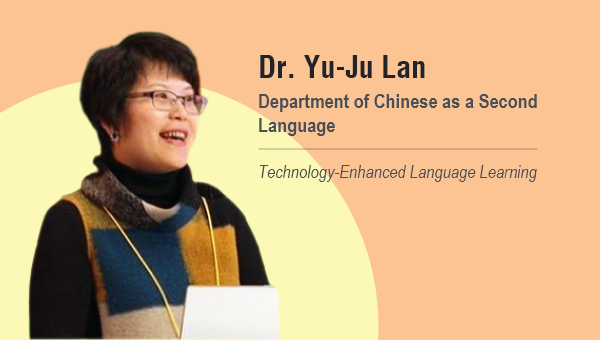 Dr. Yu-Ju Lan
Department of Chinese as a Second
Language
Technology-Enhanced Language Learning